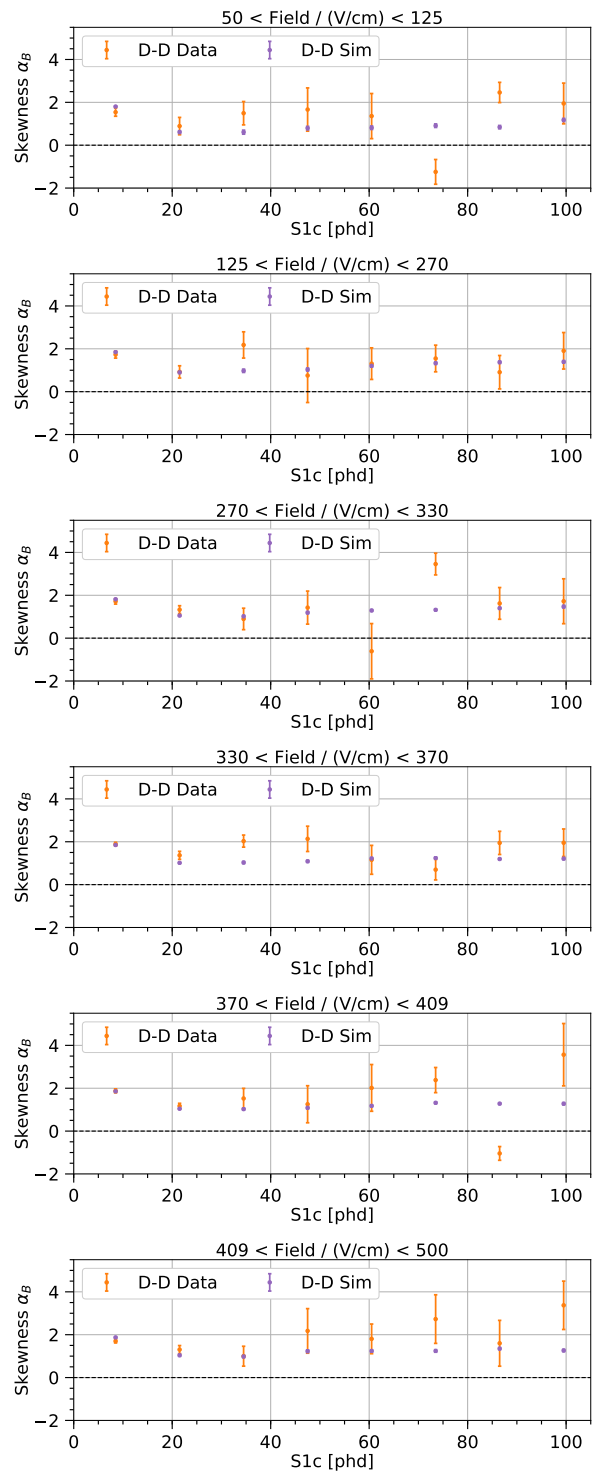 50 < Field / (V/cm) < 125
Skewness α_B
4
2
0
−2
D-D Data D-D Sim
0 20 40 60 80 100
S1c [phd]
125 < Field / (V/cm) < 270
Skewness α_B
4
2
0
−2
D-D Data D-D Sim
0 20 40 60 80 100
S1c [phd]
270 < Field / (V/cm) < 330
Skewness α_B
4
2
0
−2
D-D Data D-D Sim
0 20 40 60 80 100
S1c [phd]
330 < Field / (V/cm) < 370
Skewness α_B
4
2
0
−2
D-D Data D-D Sim
0 20 40 60 80 100
S1c [phd]
370 < Field / (V/cm) < 409
Skewness α_B
4
2
0
−2
D-D Data D-D Sim
0 20 40 60 80 100
S1c [phd]
409 < Field / (V/cm) < 500
Skewness α_B
4
2
0
−2
D-D Data D-D Sim
0 20 40 60 80 100
S1c [phd]